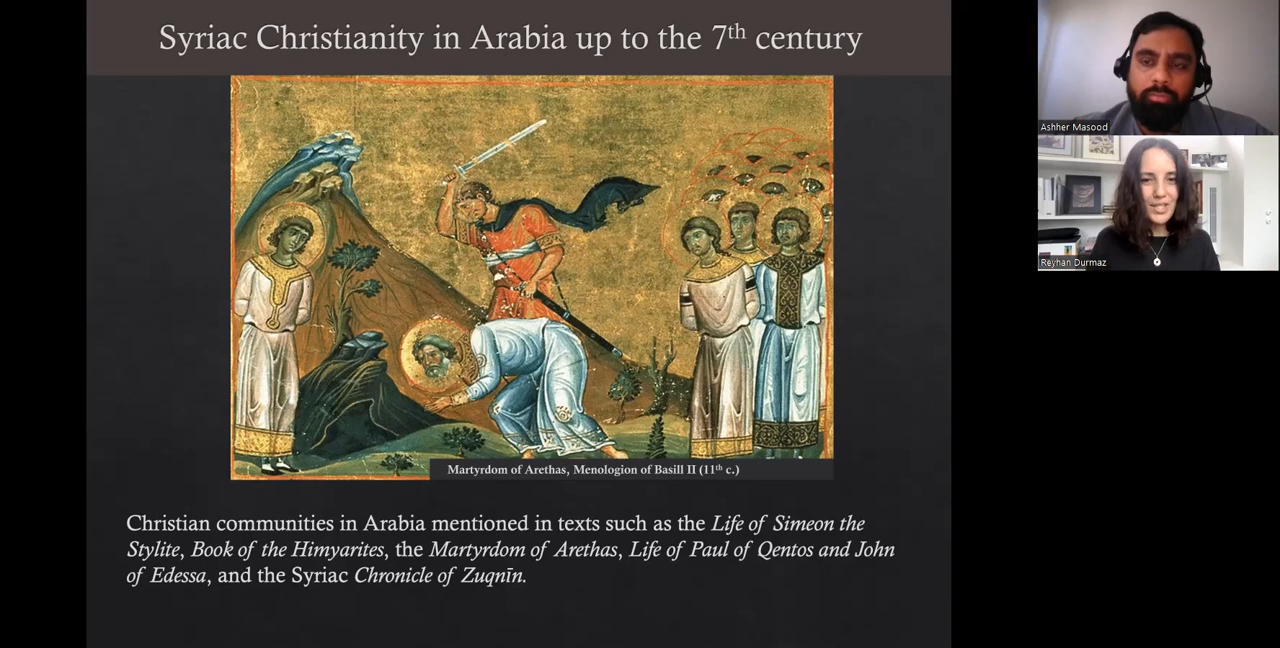 Syriac Christianity in Arabia up to the 7th century
Ashher Masood
Reyhan Durmaz
Martyrdom of Arethas, Menologion of Basill II (11th c.)
Christian communities in Arabia mentioned in texts such as the Life of Simeon the
Stylite, Book of the Himyarites, the Martyrdom of Arethas, Life of Paul of Qentos and John
of Edessa, and the Syriac Chronicle of Zuqnīn.